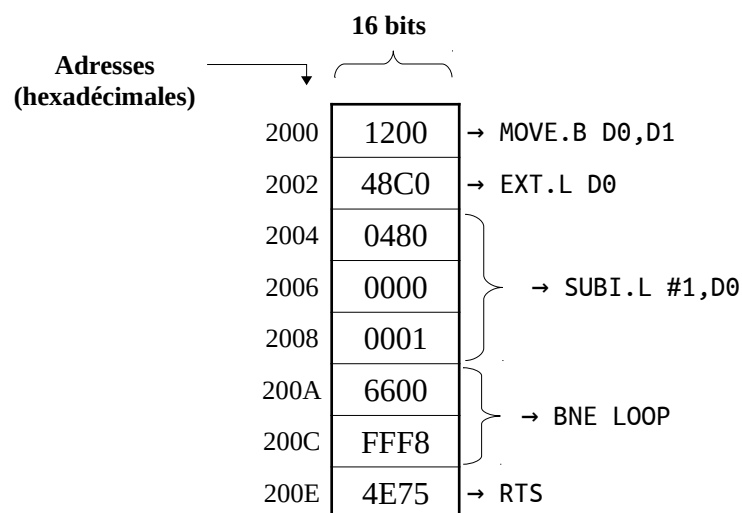 16 bits
Adresses
(hexadécimales)
2000 1200 → MOVE.B D0,D1
2002 48C0 → EXT.L D0
2004 0480
2006 0000 → SUBI.L #1,D0
2008 0001
200A 6600
→ BNE LOOP
200C FFF8
200E 4E75 → RTS